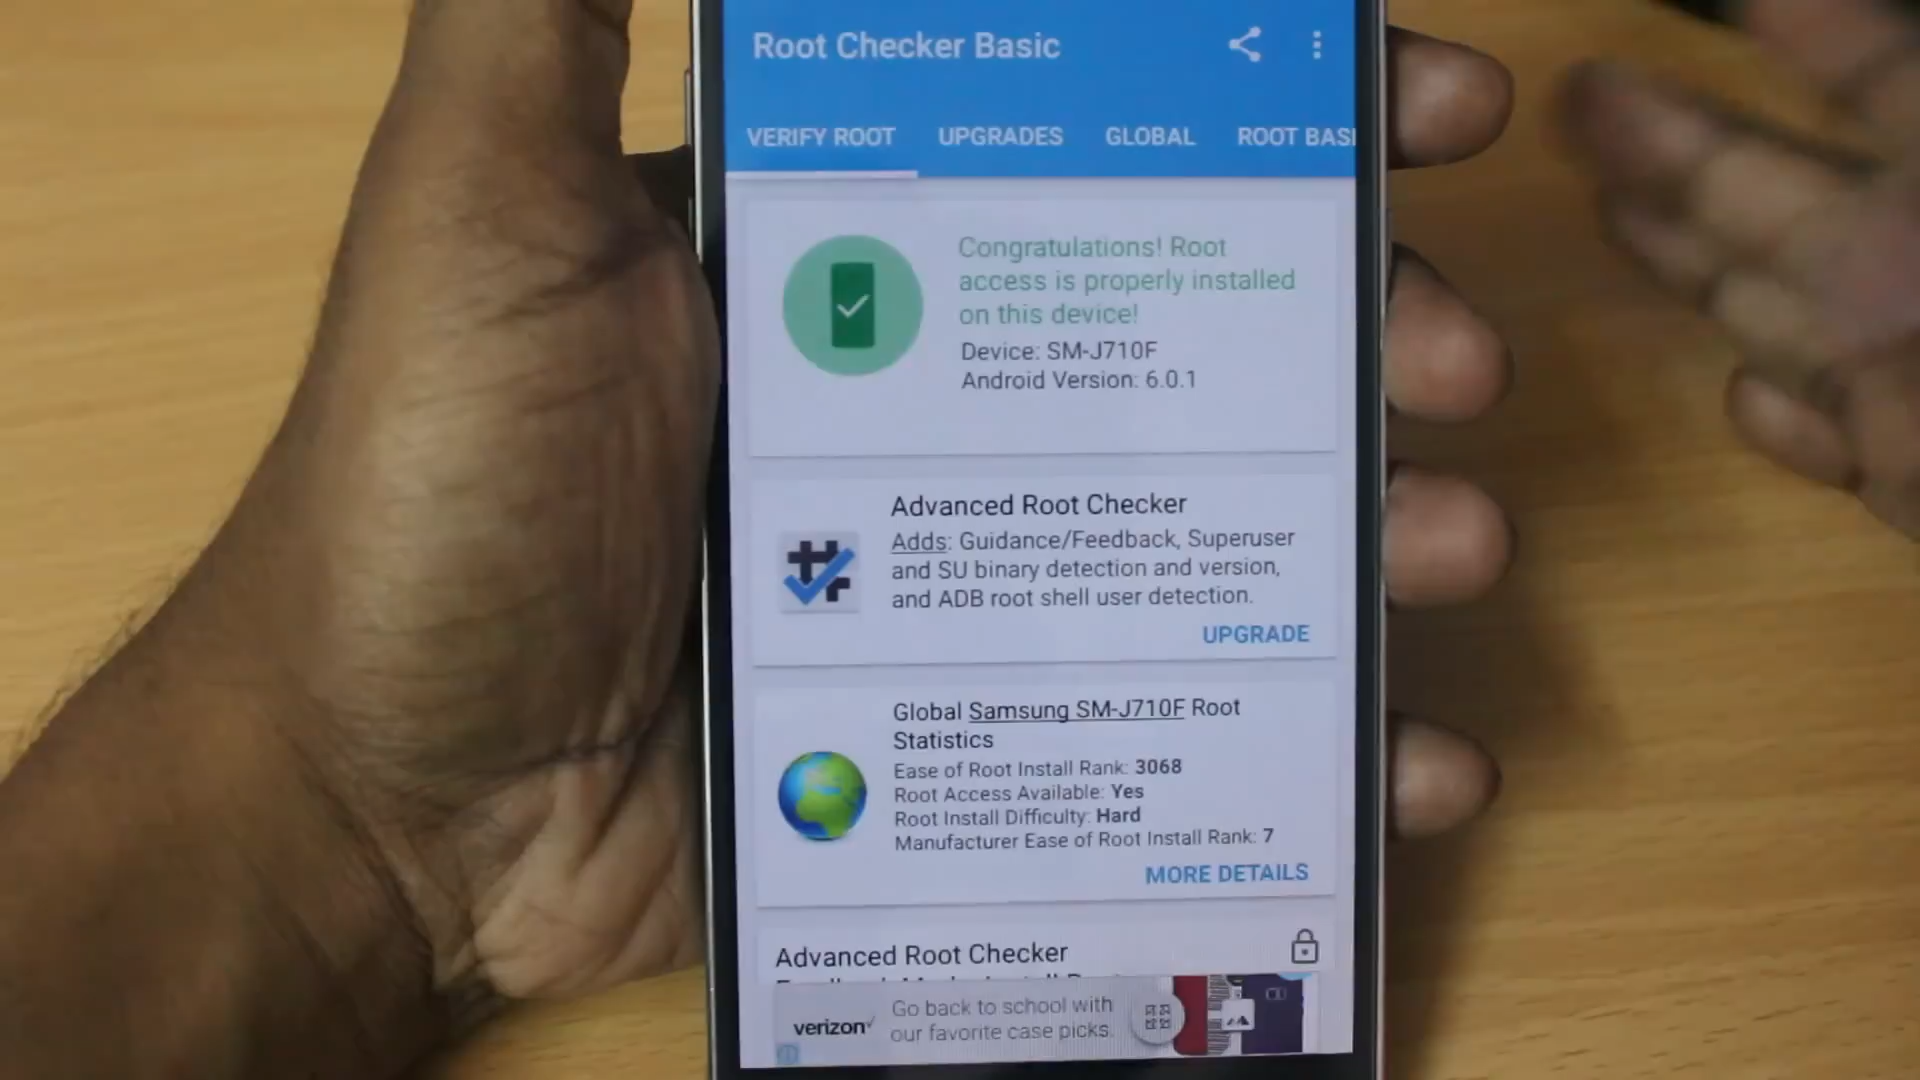 Root Checker Basic
VERIFY ROOT UPGRADES GLOBAL ROOT BASI
Congratulations! Root
access is properly installed
on this device!
Device: SM-J710F
Android Version: 6.0.1
Advanced Root Checker
Adds: Guidance/Feedback, Superuser
and SU binary detection and version,
and ADB root shell user detection.
UPGRADE
Global Samsung SM-J710F Root
Statistics
Ease of Root Install Rank: 3068
Root Access Available: Yes
Root Install Difficulty: Hard
Manufacturer Ease of Root Install Rank: 7
MORE DETAILS
Advanced Root Checker
verizon✓
Go back to school with
our favorite case picks.